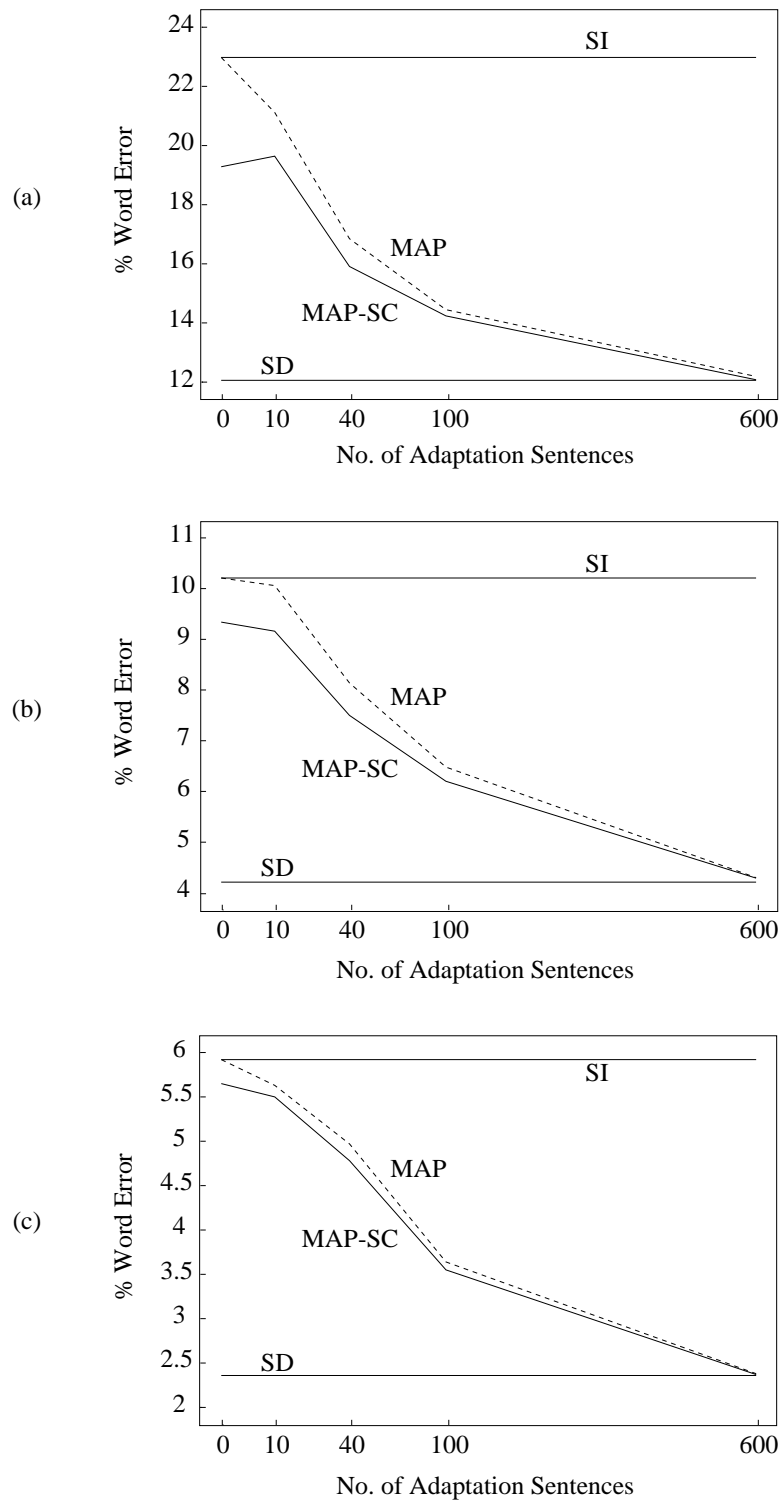 (a)
% Word Error
24
22
20
18
16
14
12
SI
MAP
MAP-SC
SD
0 10 40 100 600
No. of Adaptation Sentences
(b)
% Word Error
11
10
9
8
7
6
5
4
SI
MAP
MAP-SC
SD
0 10 40 100 600
No. of Adaptation Sentences
(c)
% Word Error
6
5.5
5
4.5
4
3.5
3
2.5
2
SI
MAP
MAP-SC
SD
0 10 40 100 600
No. of Adaptation Sentences